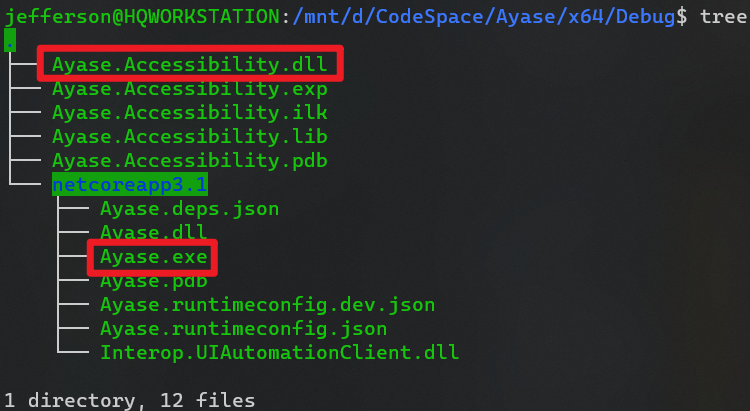 jefferson@HQWORKSTATION:/mnt/d/CodeSpace/Ayase/x64/Debug$ tree
.
├── Ayase.Accessibility.dll
├── Ayase.Accessibility.exp
├── Ayase.Accessibility.ilk
├── Ayase.Accessibility.lib
├── Ayase.Accessibility.pdb
└── netcoreapp3.1
    ├── Ayase.deps.json
    ├── Ayase.dll
    ├── Ayase.exe
    ├── Ayase.pdb
    ├── Ayase.runtimeconfig.dev.json
    ├── Ayase.runtimeconfig.json
    └── Interop.UIAutomationClient.dll
1 directory, 12 files